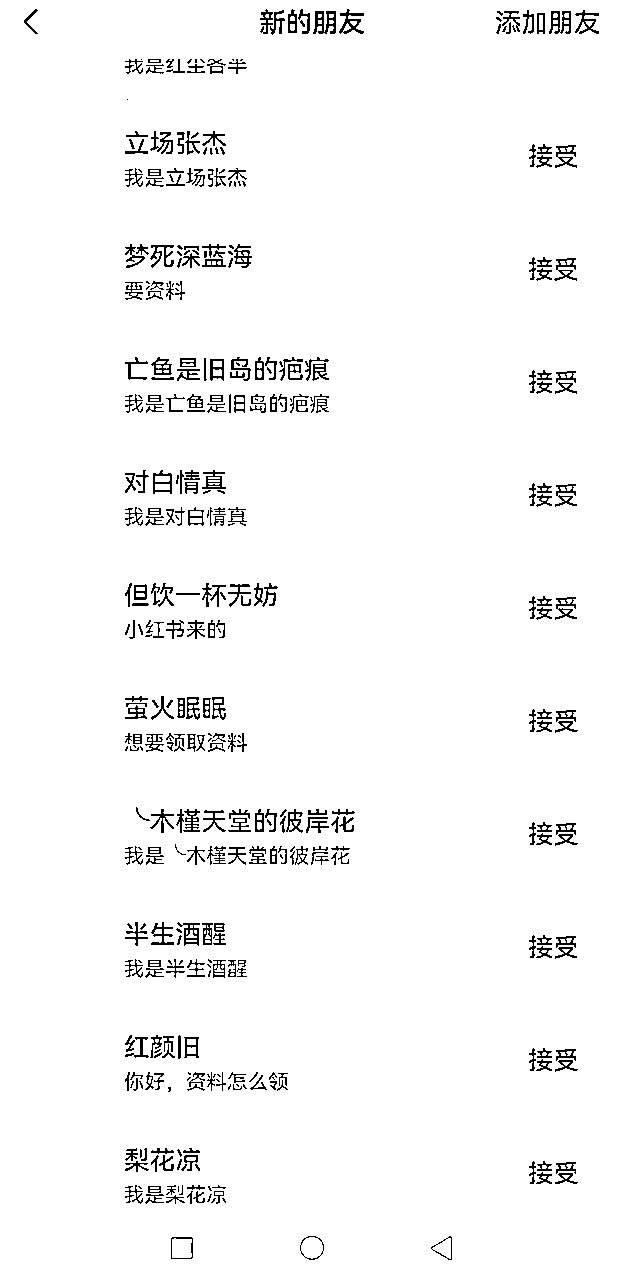 新的朋友 添加朋友
我是红尘各半
立场张杰
我是立场张杰
接受
梦死深蓝海
要资料
接受
亡鱼是旧岛的疤痕
我是亡鱼是旧岛的疤痕
接受
对白情真
我是对白情真
接受
但饮一杯无妨
小红书来的
接受
萤火眠眠
想要领取资料
接受
╰木槿天堂的彼岸花
我是╰木槿天堂的彼岸花
接受
半生酒醒
我是半生酒醒
接受
红颜旧
你好，资料怎么领
接受
梨花凉
我是梨花凉
接受